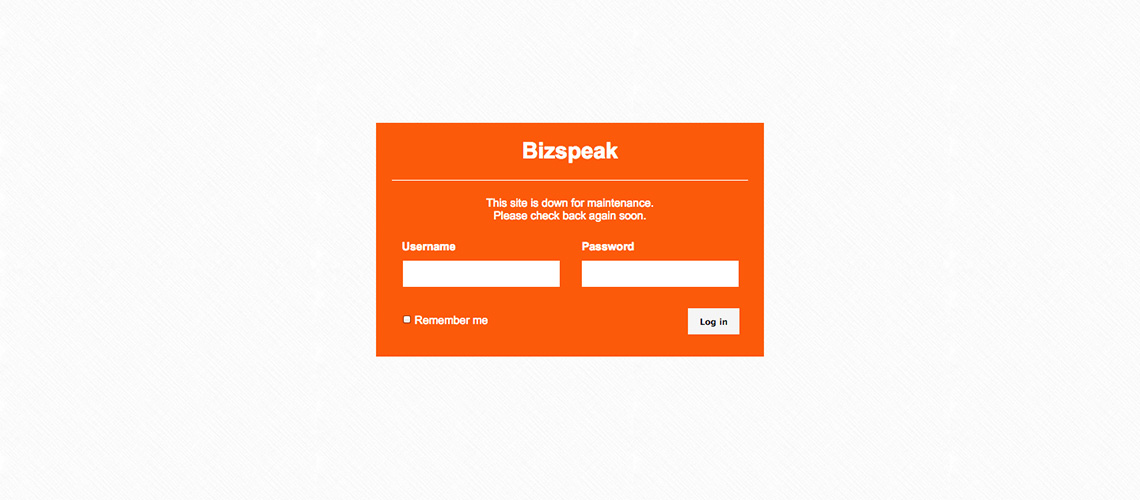 Bizspeak
This site is down for maintenance.
Please check back again soon.
Username Password
Remember me Log in